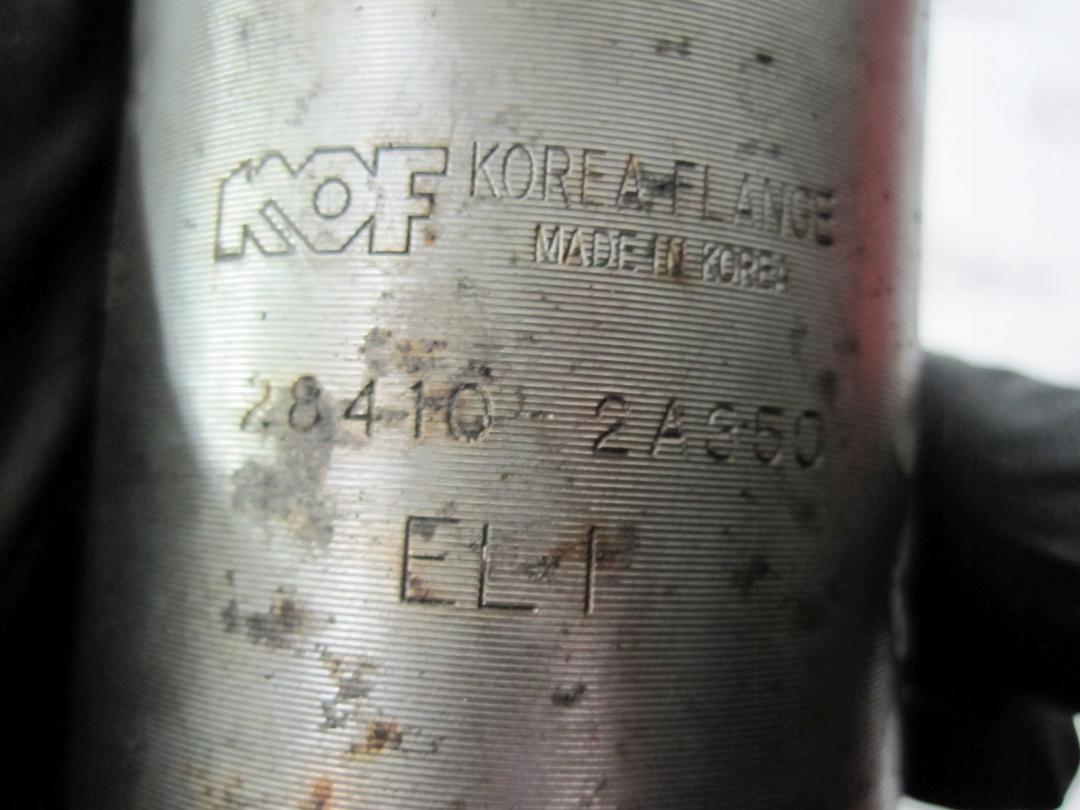 KOF KOREA FLANGE
MADE IN KOREA
28410-2A350
EL1